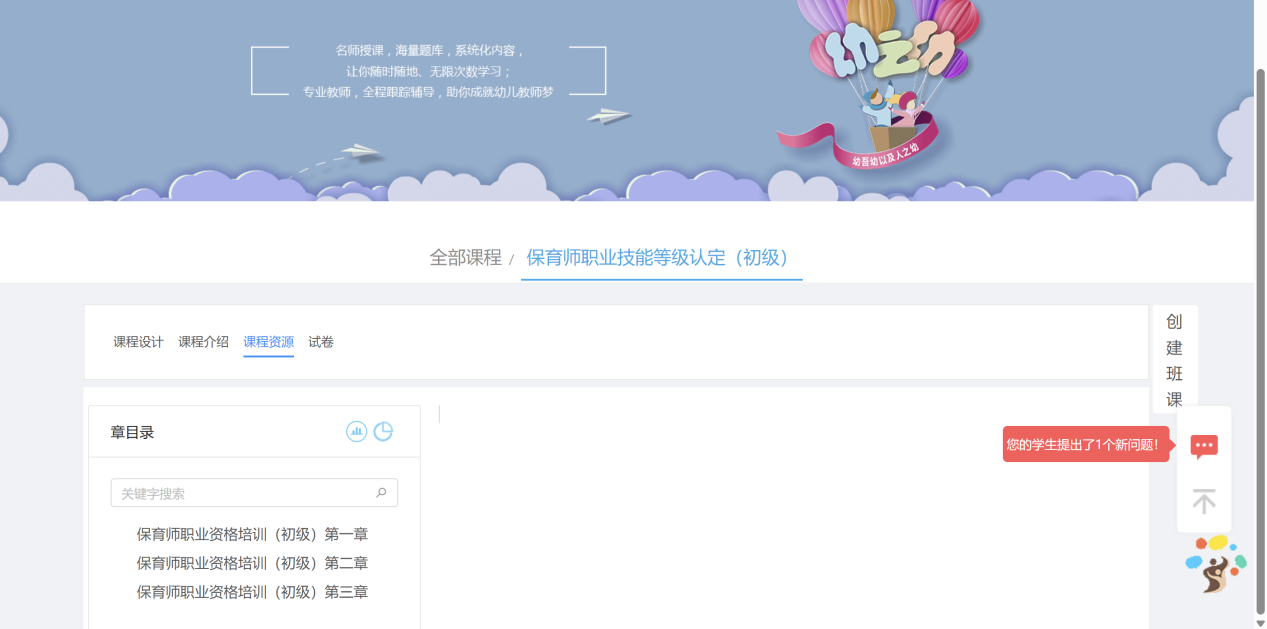 名师授课，海量题库，系统化内容，
让你随时随地、无限次数学习；
专业教师，全程跟踪辅导，助你成就幼儿教师梦
幼之幼
幼吾幼以及人之幼
全部课程 / 保育师职业技能等级认定（初级）
课程设计 课程介绍 课程资源 试卷
创建班课
章目录
您的学生提出了1个新问题！
关键字搜索
保育师职业资格培训（初级）第一章
保育师职业资格培训（初级）第二章
保育师职业资格培训（初级）第三章